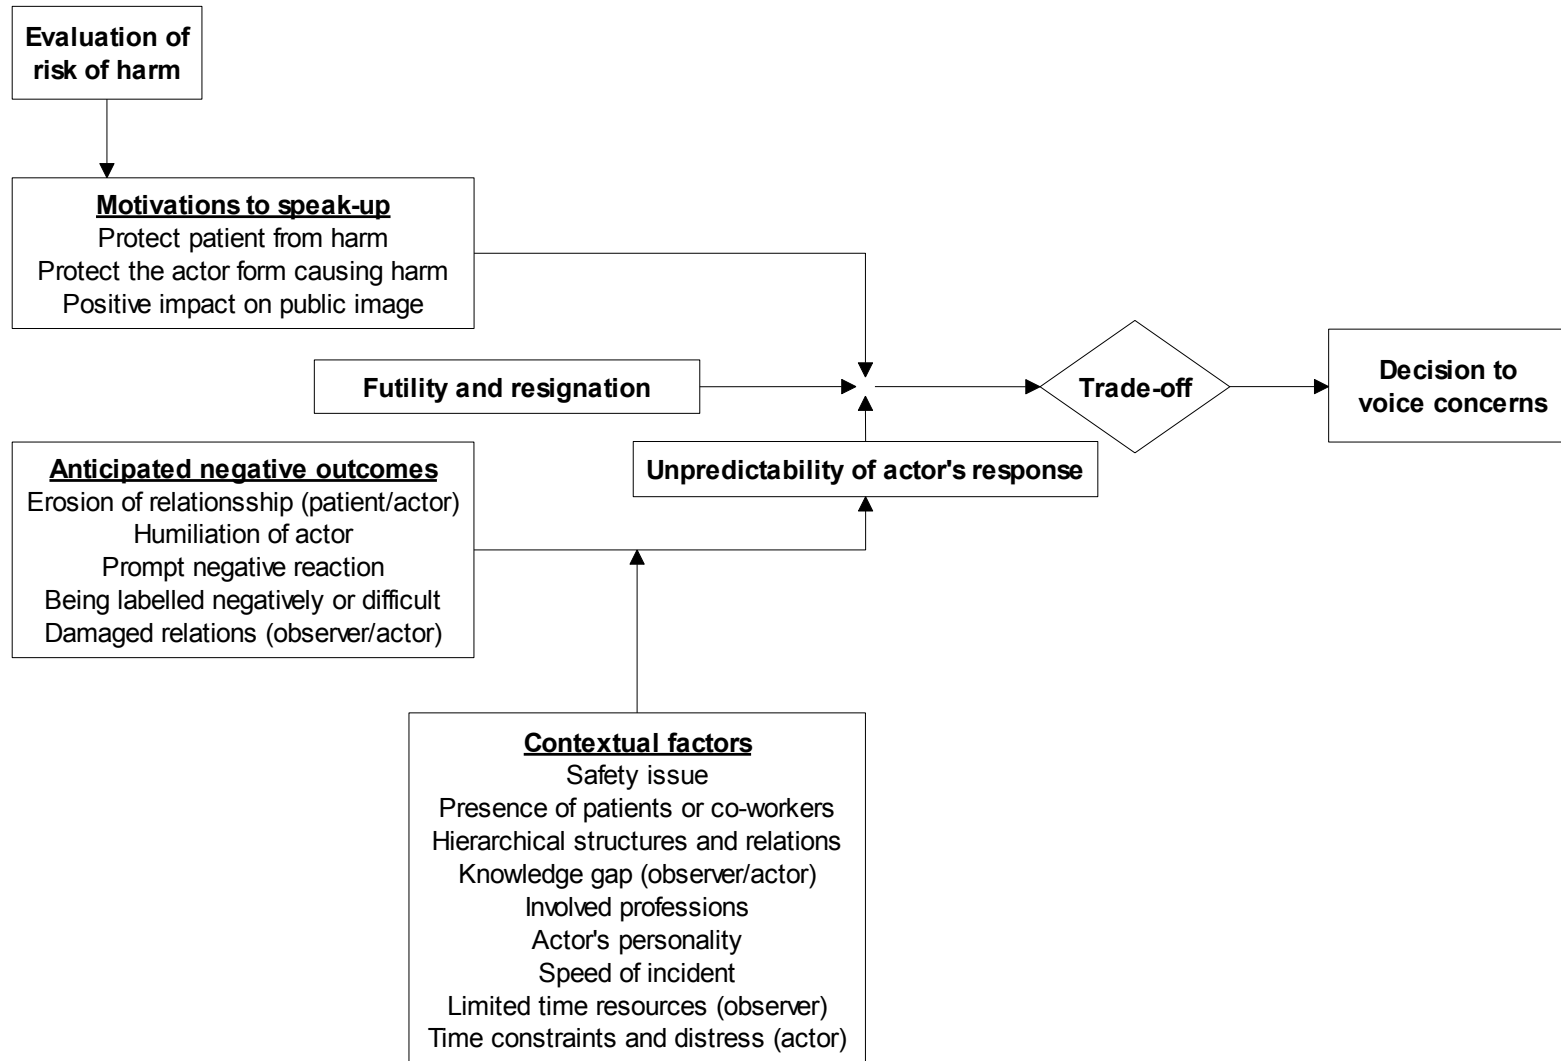 Evaluation of
risk of harm
Motivations to speak-up
Protect patient from harm
Protect the actor form causing harm
Positive impact on public image
Futility and resignation
Trade-off
Decision to
voice concerns
Anticipated negative outcomes
Erosion of relationsship (patient/actor)
Humiliation of actor
Prompt negative reaction
Being labelled negatively or difficult
Damaged relations (observer/actor)
Unpredictability of actor's response
Contextual factors
Safety issue
Presence of patients or co-workers
Hierarchical structures and relations
Knowledge gap (observer/actor)
Involved professions
Actor's personality
Speed of incident
Limited time resources (observer)
Time constraints and distress (actor)